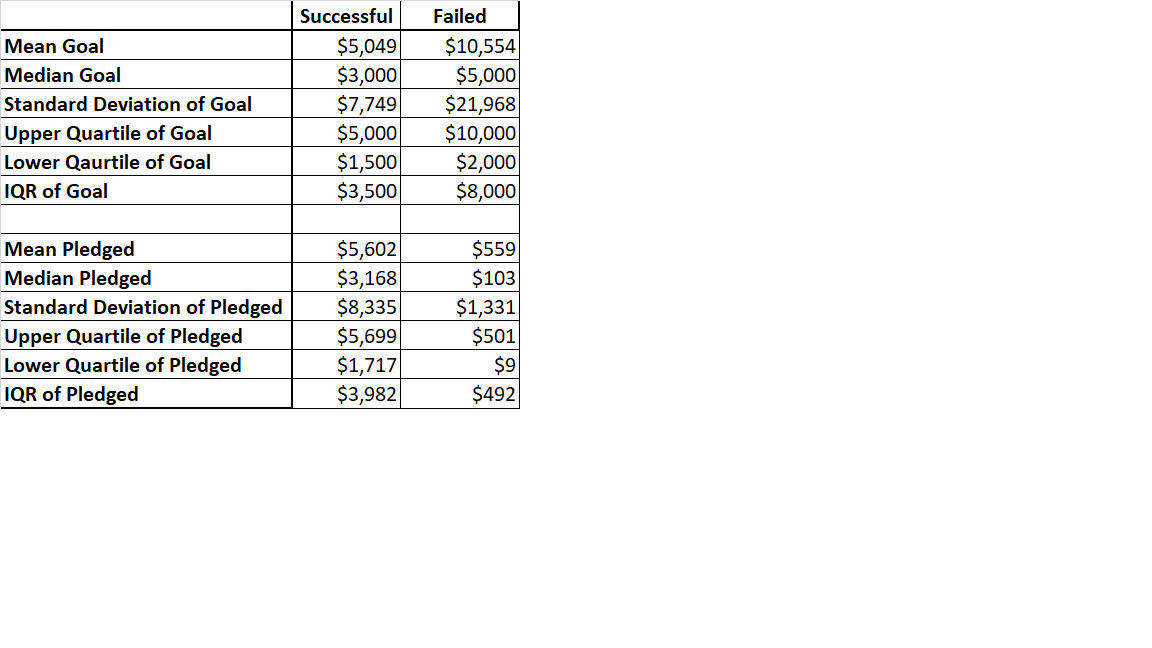 Successful Failed
Mean Goal $5,049 $10,554
Median Goal $3,000 $5,000
Standard Deviation of Goal $7,749 $21,968
Upper Quartile of Goal $5,000 $10,000
Lower Qaurtile of Goal $1,500 $2,000
IQR of Goal $3,500 $8,000
Mean Pledged $5,602 $559
Median Pledged $3,168 $103
Standard Deviation of Pledged $8,335 $1,331
Upper Quartile of Pledged $5,699 $501
Lower Quartile of Pledged $1,717 $9
IQR of Pledged $3,982 $492